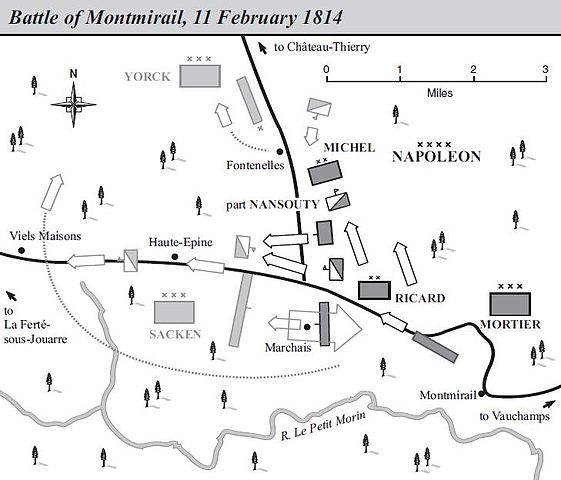 Battle of Montmirail, 11 February 1814
to Château-Thierry
YORCK
N
0 1 2 3
Miles
MICHEL
NAPOLEON
Fontenelles
part NANSOUTY
Viels Maisons
Haute-Epine
RICARD
to
La Ferté-
sous-Jouarre
SACKEN
MORTIER
Marchais
Montmirail
to Vauchamps
R. Le Petit Morin